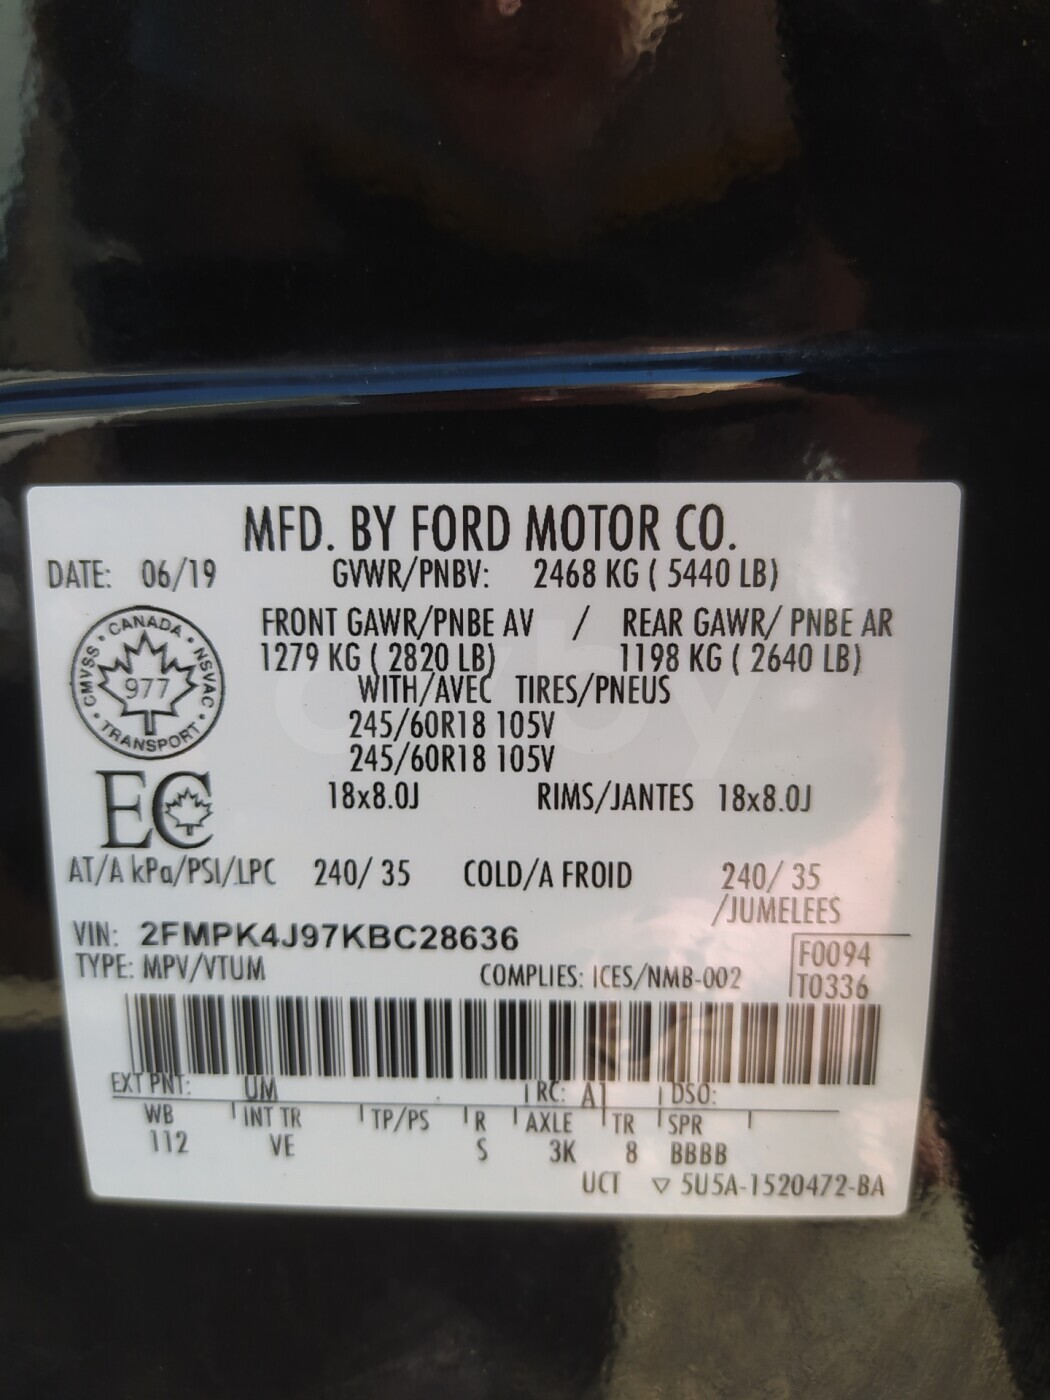 MFD. BY FORD MOTOR CO.
DATE: 06/19 GVWR/PNBV: 2468 KG ( 5440 LB)
FRONT GAWR/PNBE AV / REAR GAWR/ PNBE AR
1279 KG ( 2820 LB) 1198 KG ( 2640 LB)
WITH/AVEC TIRES/PNEUS
245/60R18 105V
245/60R18 105V
18x8.0J RIMS/JANTES 18x8.0J
CANADA
CMVSS • NSVAC
977
TRANSPORT
EC
AT/A kPa/PSI/LPC 240/ 35 COLD/A FROID 240/ 35
/JUMELEES
VIN: 2FMPK4J97KBC28636
TYPE: MPV/VTUM COMPLIES: ICES/NMB-002
F0094
T0336
EXT PNT: UM RC: A1 DSO:
WB INT TR TP/PS R AXLE TR SPR
112 VE S 3K 8 BBBB
UCT ▽ 5U5A-1520472-BA